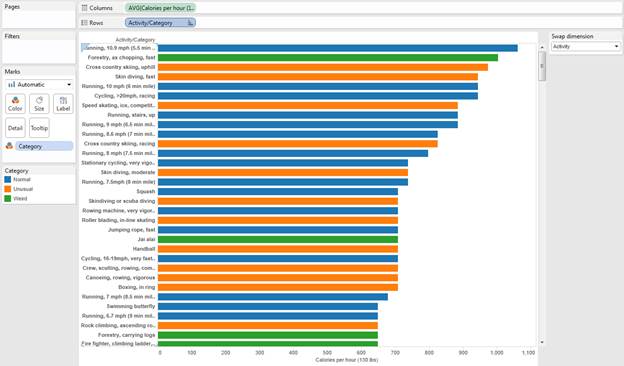 Pages
Columns
AVG(Calories per hour (1..
Rows
Activity/Category
Filters
Marks
Automatic
Color
Size
Label
Detail
Tooltip
Category
Category
Normal
Unusual
Weird
Activity/Category
Running, 10.9 mph (5.5 min ..
Forestry, ax chopping, fast
Cross country skiing, uphill
Skin diving, fast
Running, 10 mph (6 min mile)
Cycling, >20mph, racing
Speed skating, ice, competit..
Running, stairs, up
Running, 9 mph (6.5 min mile)
Running, 8.6 mph (7 min mil..
Cross country skiing, racing
Running, 8 mph (7.5 min mil..
Stationary cycling, very vigo..
Skin diving, moderate
Running, 7.5mph (8 min mile)
Squash
Skindiving or scuba diving
Rowing machine, very vigor..
Roller blading, in-line skating
Jumping rope, fast
Jai alai
Handball
Cycling, 16-19mph, very fast..
Crew, sculling, rowing, com..
Canoeing, rowing, vigorous
Boxing, in ring
Running, 7 mph (8.5 min mil..
Swimming butterfly
Running, 6.7 mph (9 min mil..
Rock climbing, ascending ro..
Forestry, carrying logs
Fire fighter, climbing ladder,..
0 100 200 300 400 500 600 700 800 900 1,000 1,100
Calories per hour (130 lbs)
Swap dimension
Activity